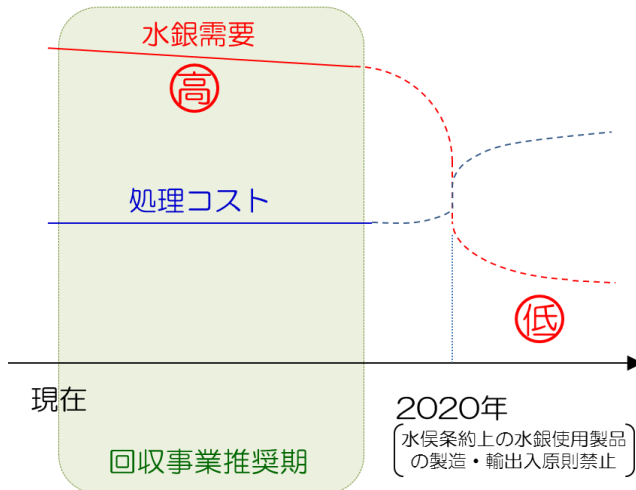 水銀需要
高
処理コスト
低
現在
2020年
水俣条約上の水銀使用製品
の製造・輸出入原則禁止
回収事業推奨期